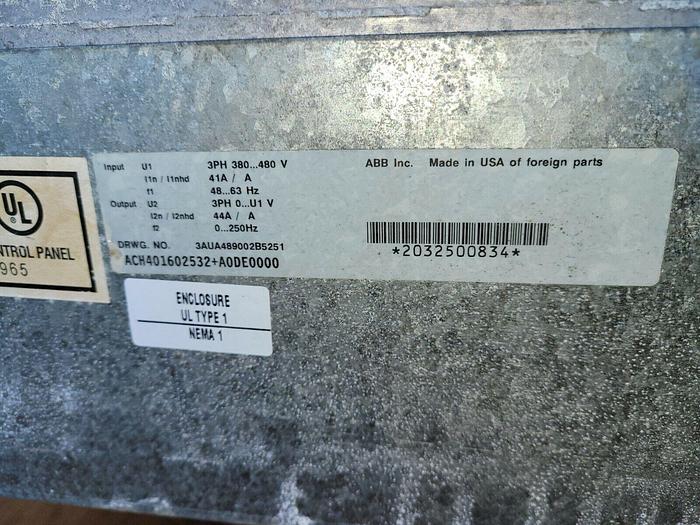 Input U1 3PH 380...480 V
I1n / I1nhd 41A / A
f1 48...63 Hz
Output U2 3PH 0...U1 V
I2n / I2nhd 44A / A
f2 0...250Hz
DRWG. NO. 3AUA489002B5251
ACH401602532+A0DE0000
ABB Inc. Made in USA of foreign parts
*2032500834*
UL
NTROL PANEL
965
ENCLOSURE
UL TYPE 1
NEMA 1